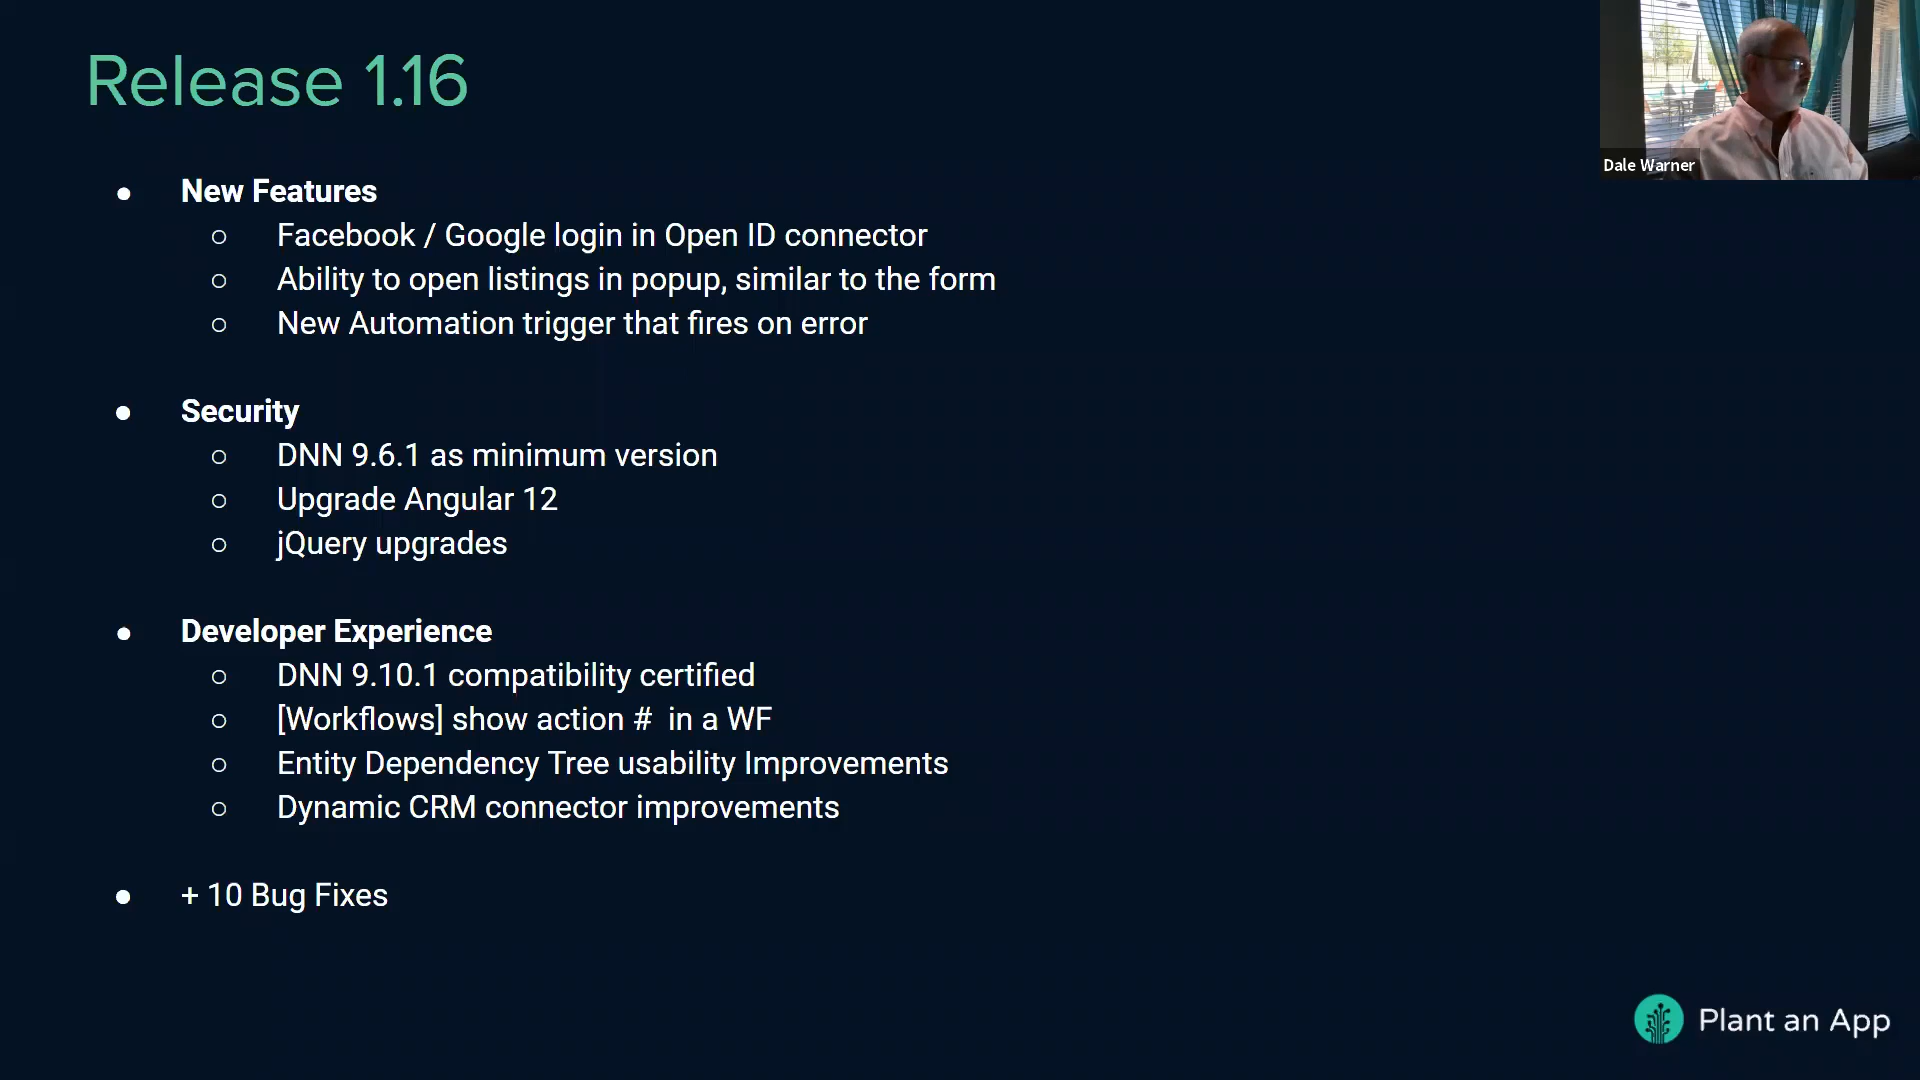 Release 1.16
Dale Warner
● New Features
○ Facebook / Google login in Open ID connector
○ Ability to open listings in popup, similar to the form
○ New Automation trigger that fires on error
● Security
○ DNN 9.6.1 as minimum version
○ Upgrade Angular 12
○ jQuery upgrades
● Developer Experience
○ DNN 9.10.1 compatibility certified
○ [Workflows] show action #  in a WF
○ Entity Dependency Tree usability Improvements
○ Dynamic CRM connector improvements
● + 10 Bug Fixes
Plant an App